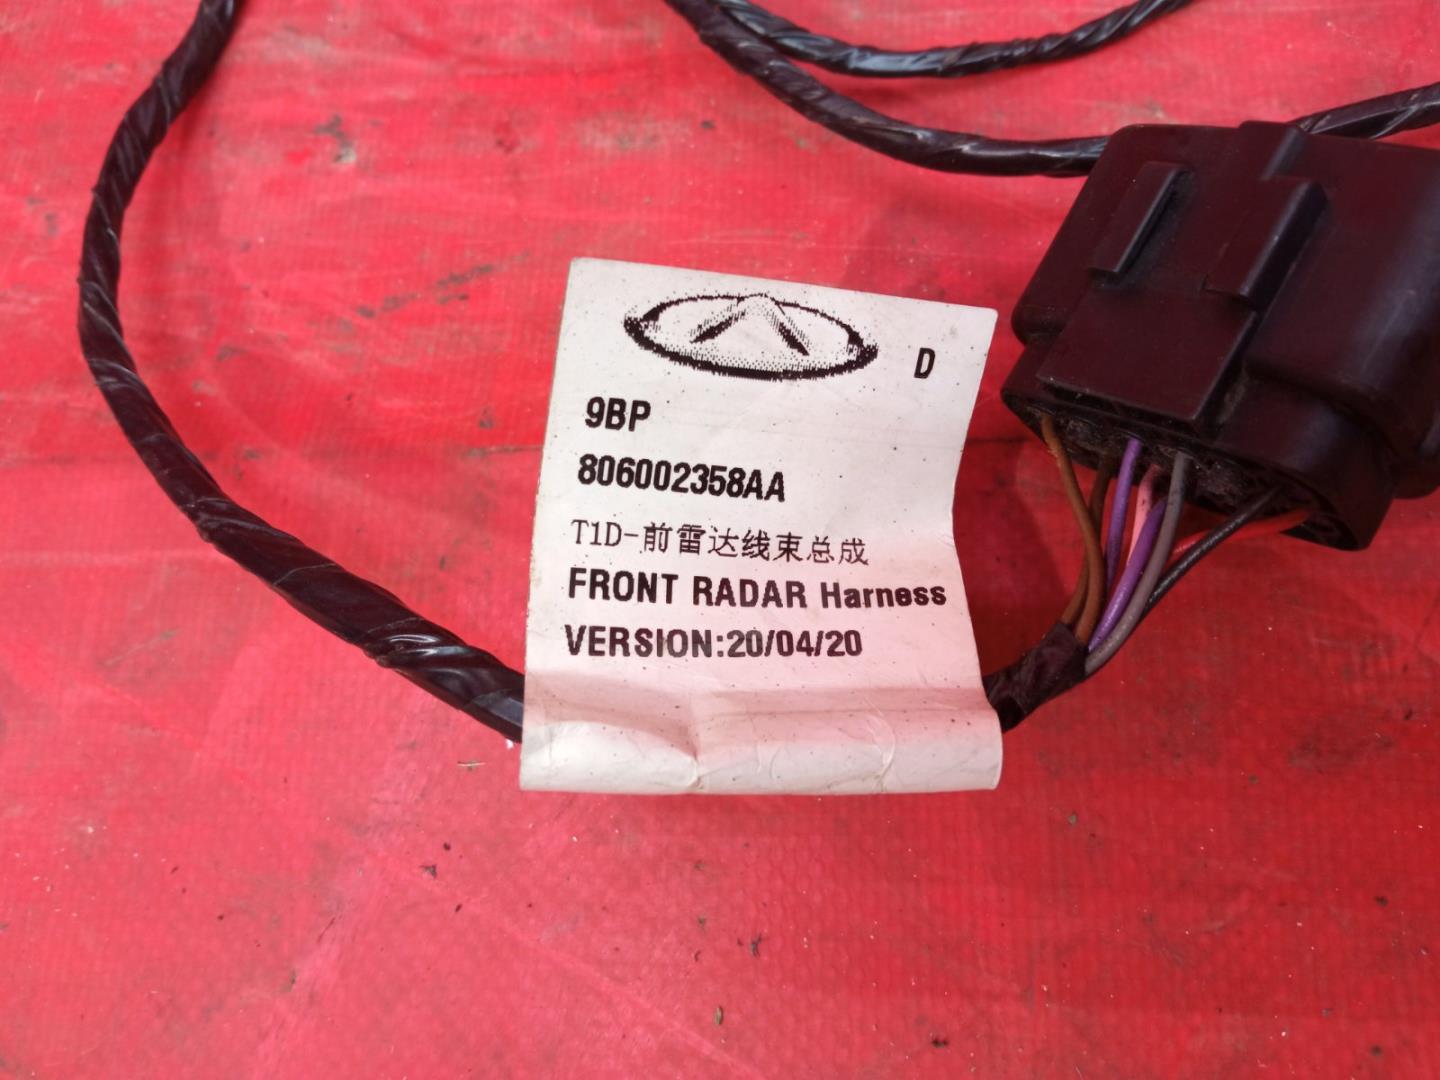 D
9BP
806002358AA
T1D-前雷达线束总成
FRONT RADAR Harness
VERSION:20/04/20